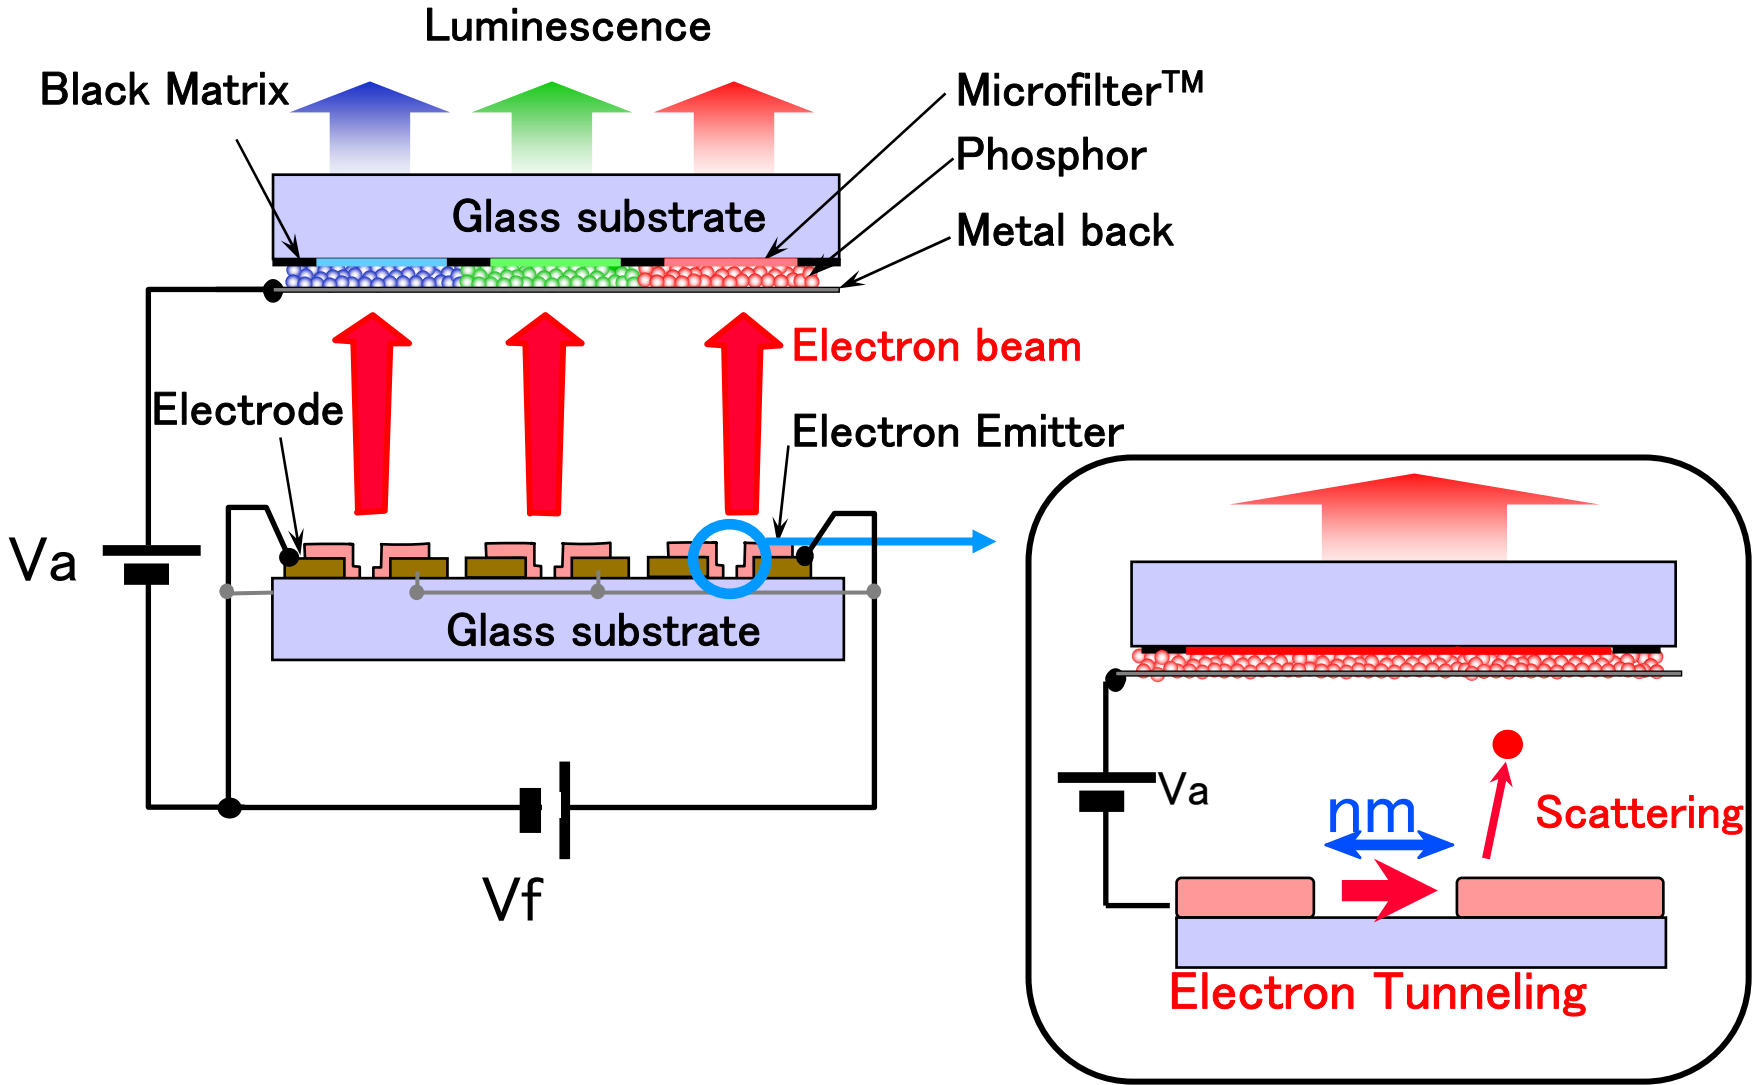 Luminescence
Black Matrix
Microfilter™
Phosphor
Glass substrate
Metal back
Electron beam
Electrode
Electron Emitter
Va
Glass substrate
Vf
Va
nm
Scattering
Electron Tunneling